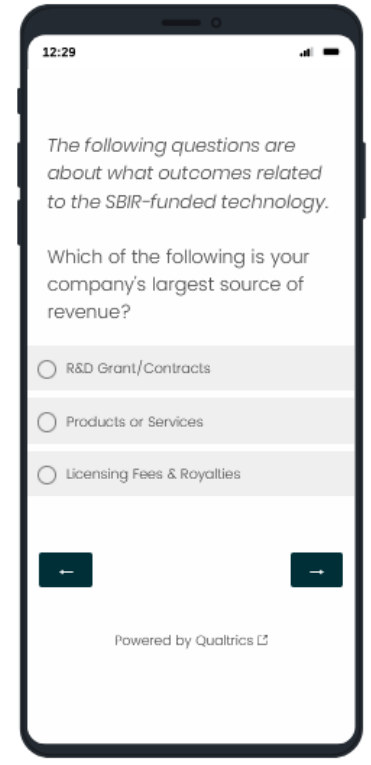 12:29
The following questions are
about what outcomes related
to the SBIR-funded technology.
Which of the following is your
company's largest source of
revenue?
R&D Grant/Contracts
Products or Services
Licensing Fees & Royalties
← →
Powered by Qualtrics